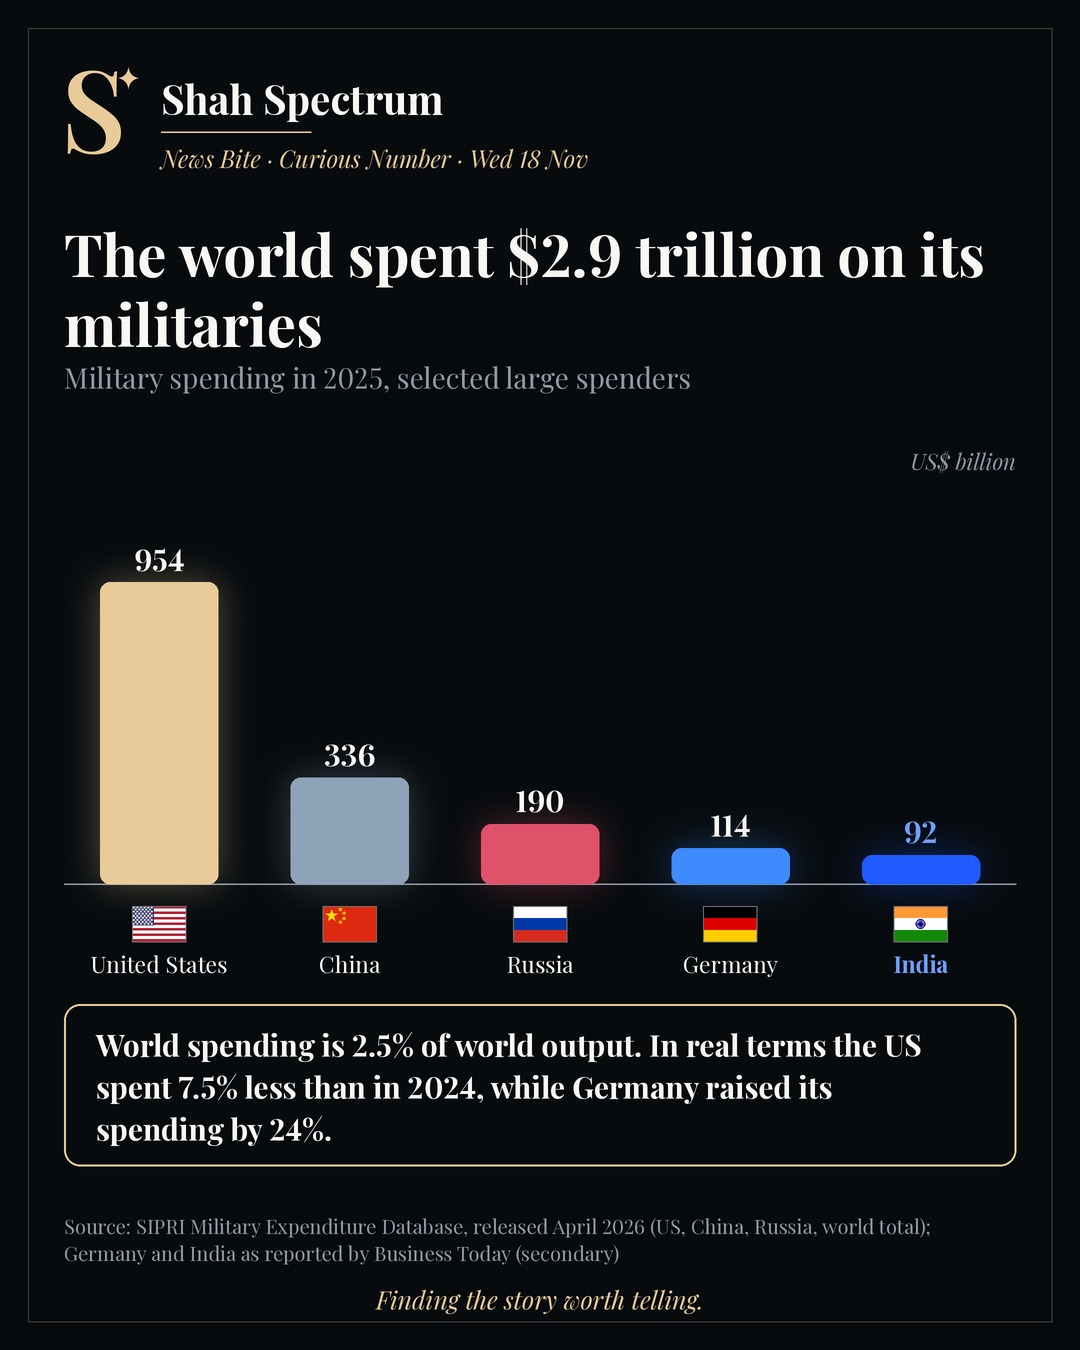 S
Shah Spectrum
News Bite · Curious Number · Wed 18 Nov
The world spent $2.9 trillion on its
militaries
Military spending in 2025, selected large spenders
US$ billion
954
336
190
114
92
United States
China
Russia
Germany
India
World spending is 2.5% of world output. In real terms the US
spent 7.5% less than in 2024, while Germany raised its
spending by 24%.
Source: SIPRI Military Expenditure Database, released April 2026 (US, China, Russia, world total);
Germany and India as reported by Business Today (secondary)
Finding the story worth telling.